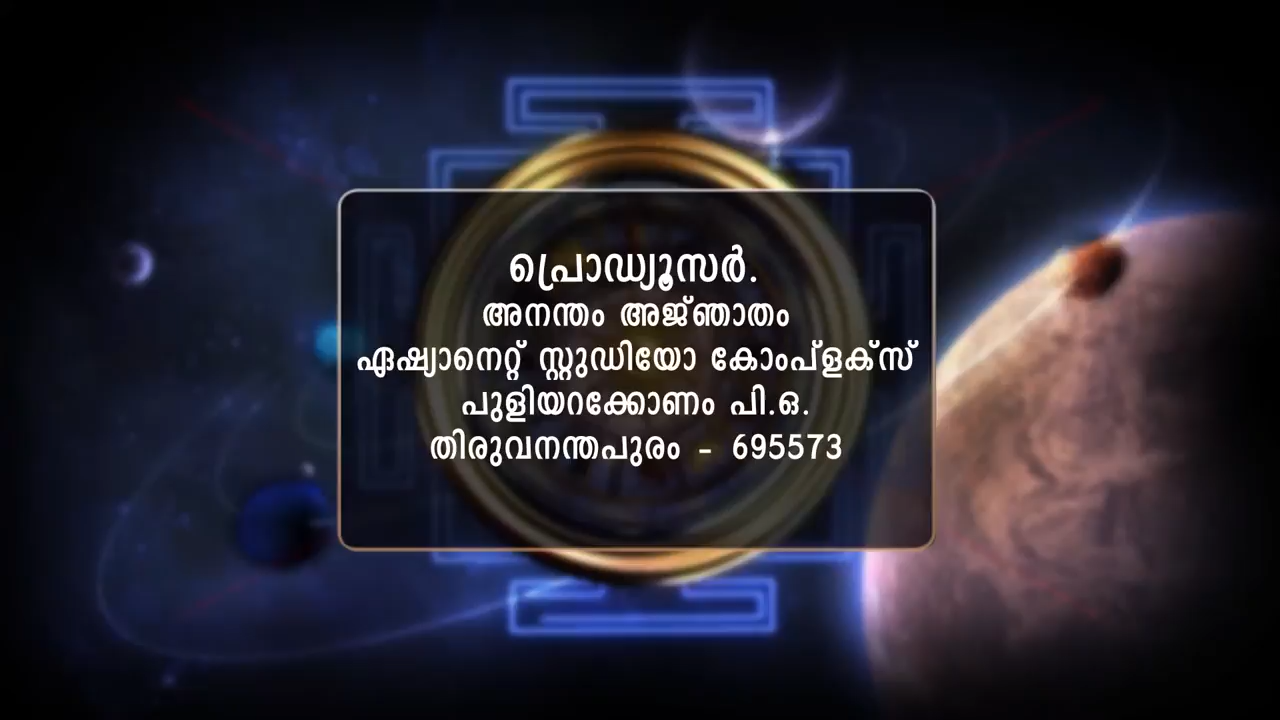 പ്രൊഡ്യൂസർ.
അനന്തം അജ്ഞാതം
ഏഷ്യാനെറ്റ് സ്റ്റുഡിയോ കോംപ്ളക്സ്
പുളിയറക്കോണം പി.ഒ.
തിരുവനന്തപുരം - 695573